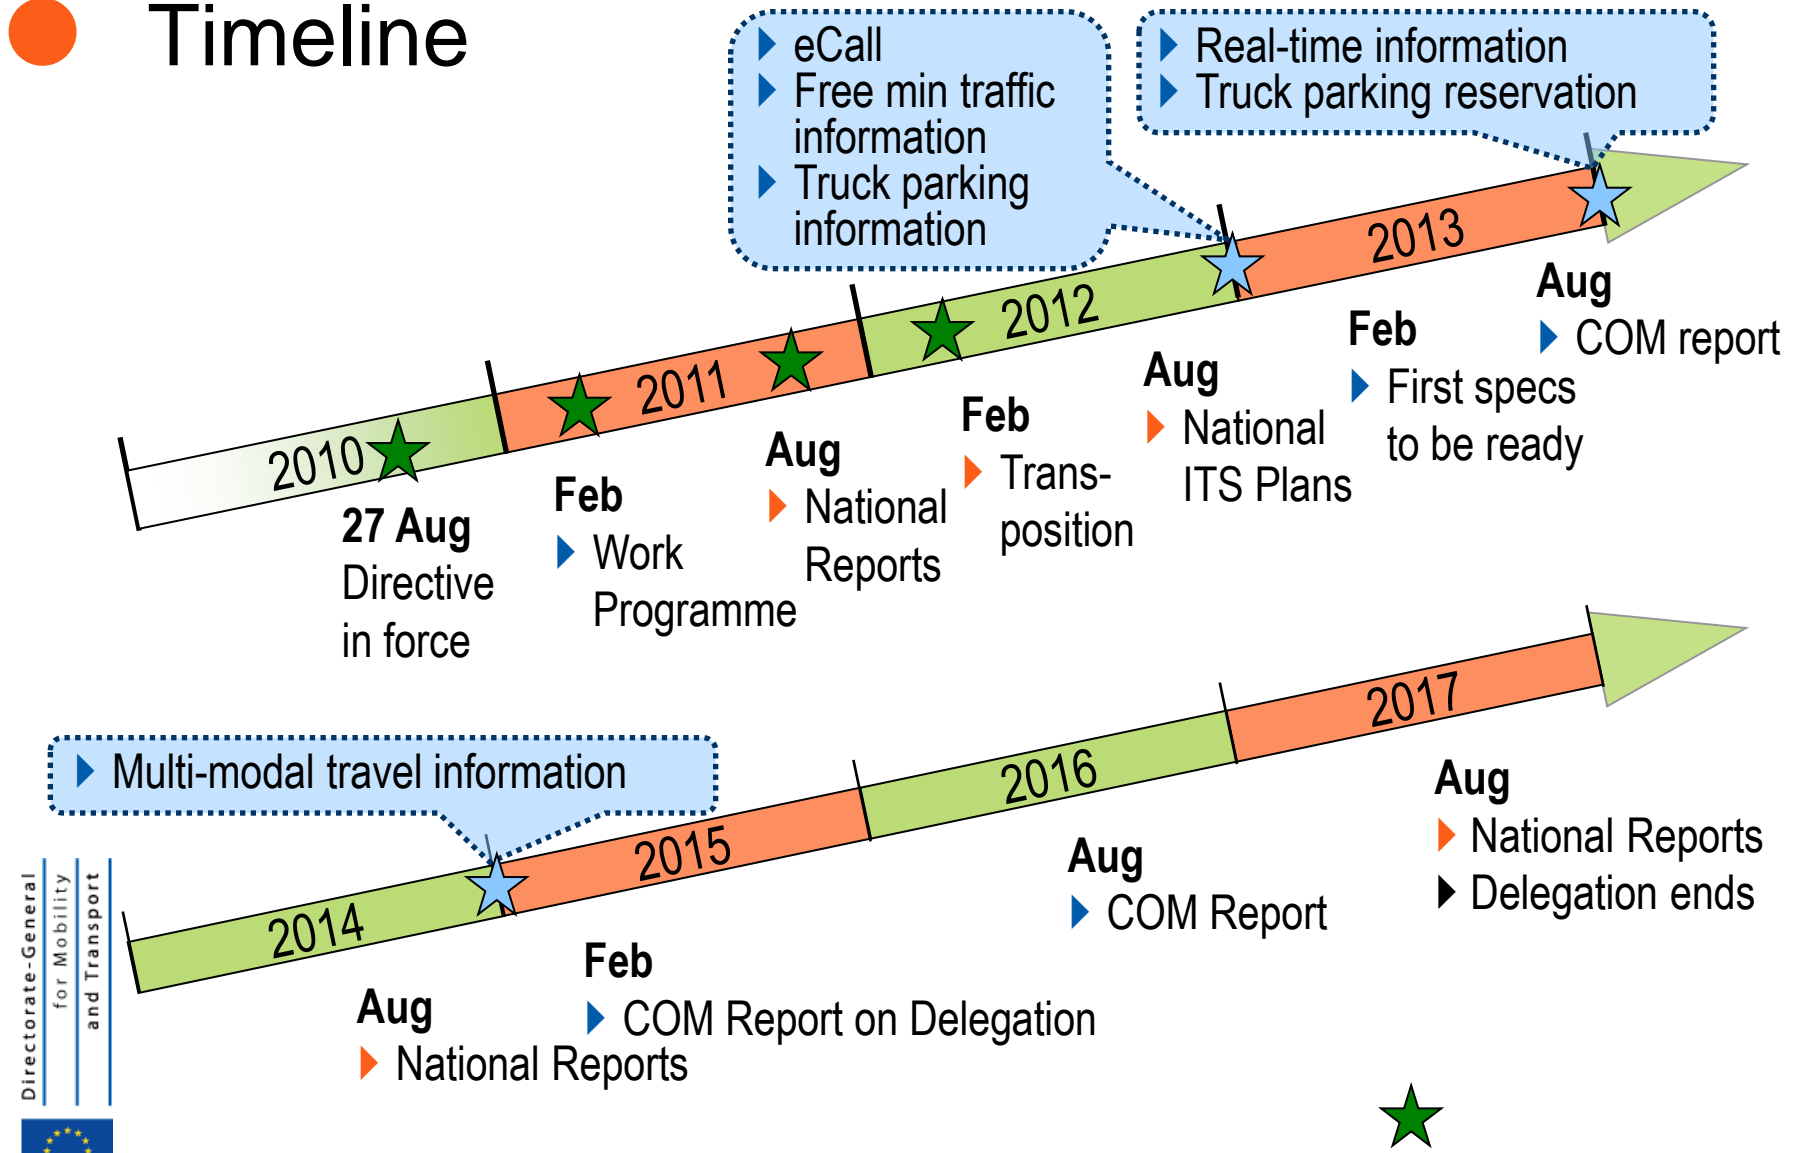 Timeline
eCall
Free min traffic
information
Truck parking
information
Real-time information
Truck parking reservation
2010
2011
2012
2013
27 Aug
Directive
in force
Feb
Work
Programme
Aug
National
Reports
Feb
Trans-
position
Aug
National
ITS Plans
Feb
First specs
to be ready
Aug
COM report
Multi-modal travel information
2014
2015
2016
2017
Aug
National Reports
Feb
COM Report on Delegation
Aug
COM Report
Aug
National Reports
Delegation ends
Directorate-General
for Mobility
and Transport